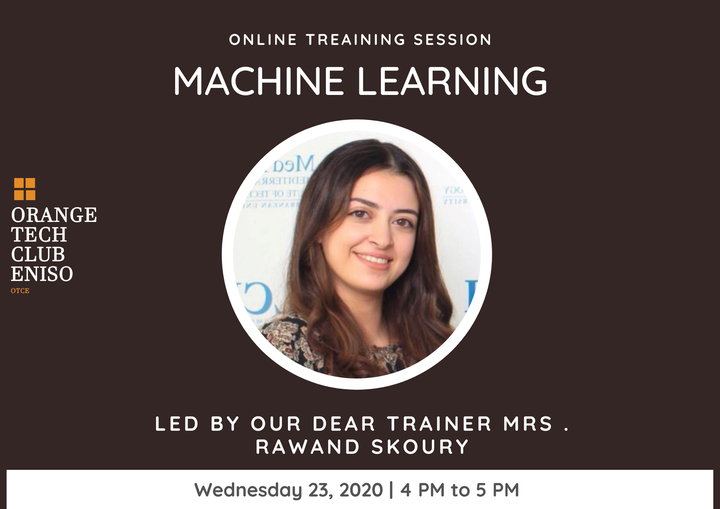 ONLINE TREAINING SESSION
MACHINE LEARNING
ORANGE
TECH
CLUB
ENISO
OTCE
LED BY OUR DEAR TRAINER MRS .
RAWAND SKOURY
Wednesday 23, 2020 | 4 PM to 5 PM